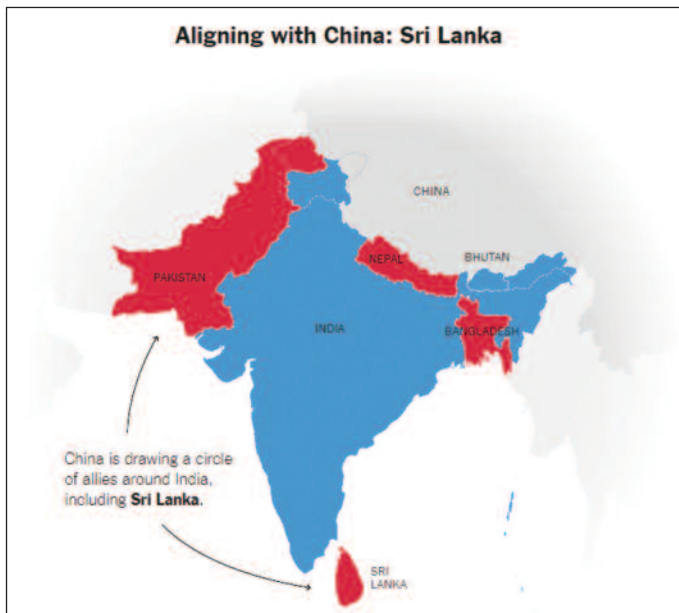 Aligning with China: Sri Lanka
CHINA
NEPAL
BHUTAN
PAKISTAN
INDIA
BANGLADESH
China is drawing a circle
of allies around India,
including Sri Lanka.
SRI
LANKA